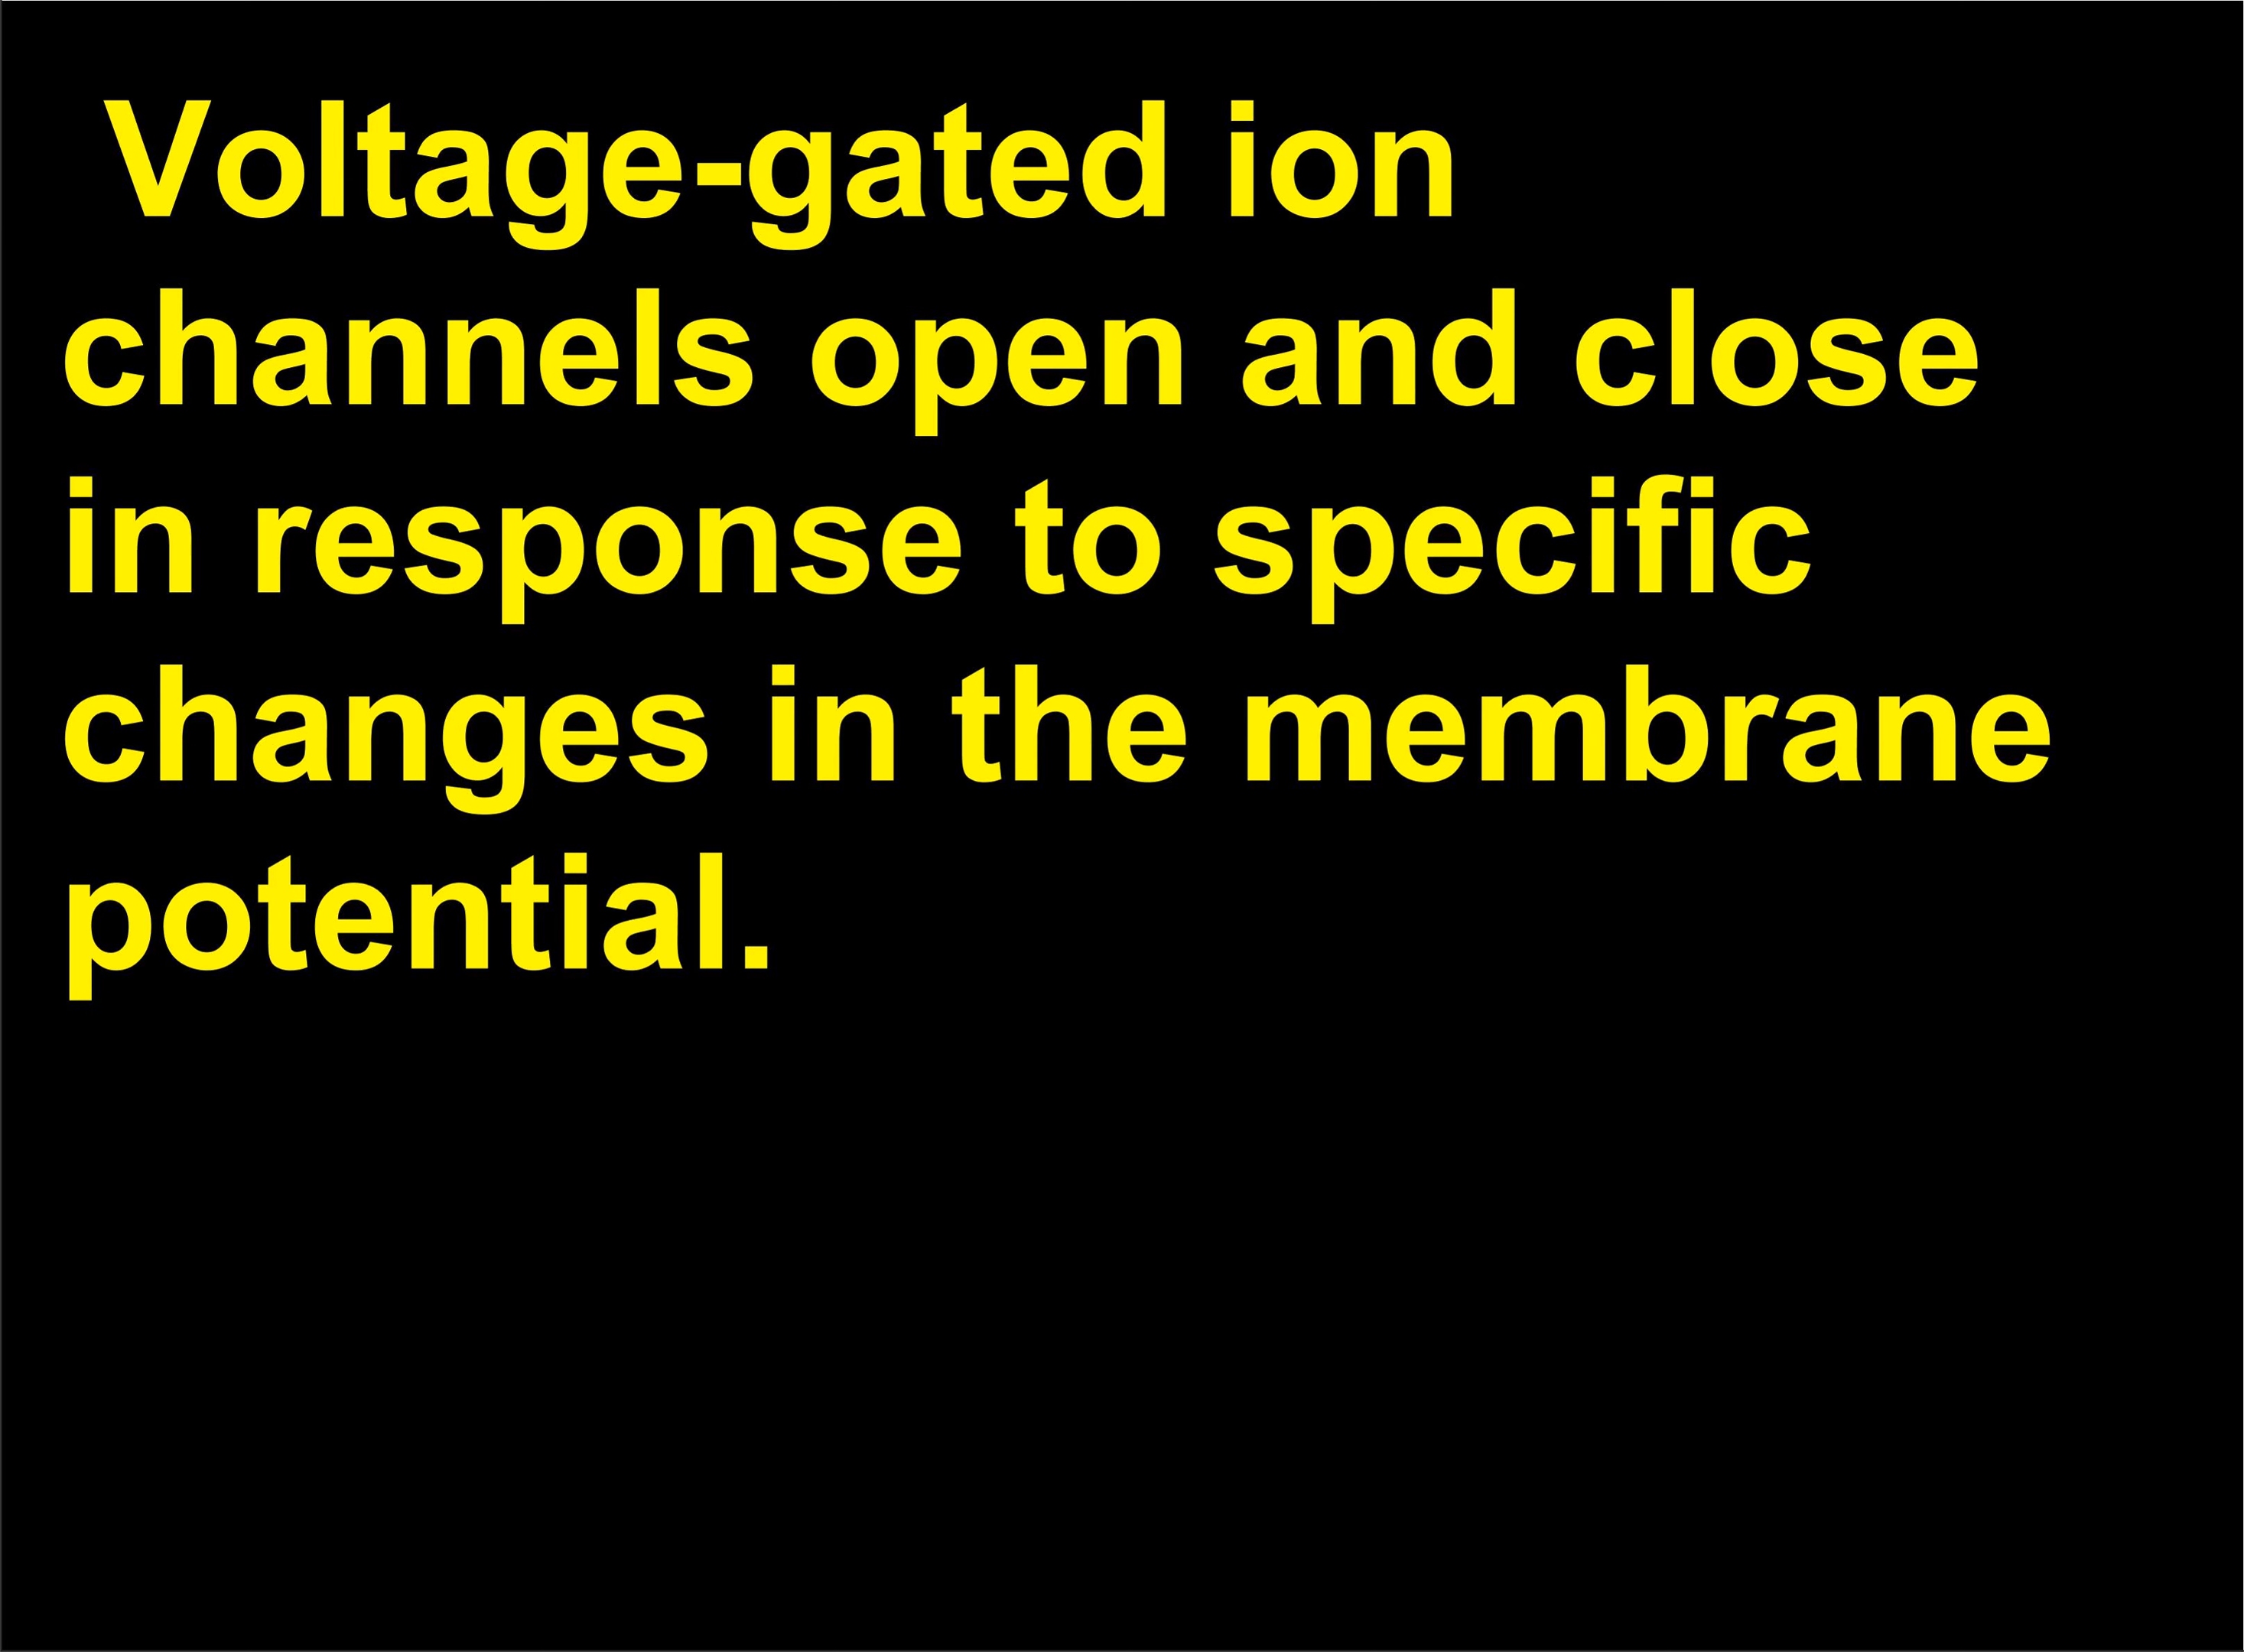 Voltage-gated ion
channels open and close
in response to specific
changes in the membrane
potential.